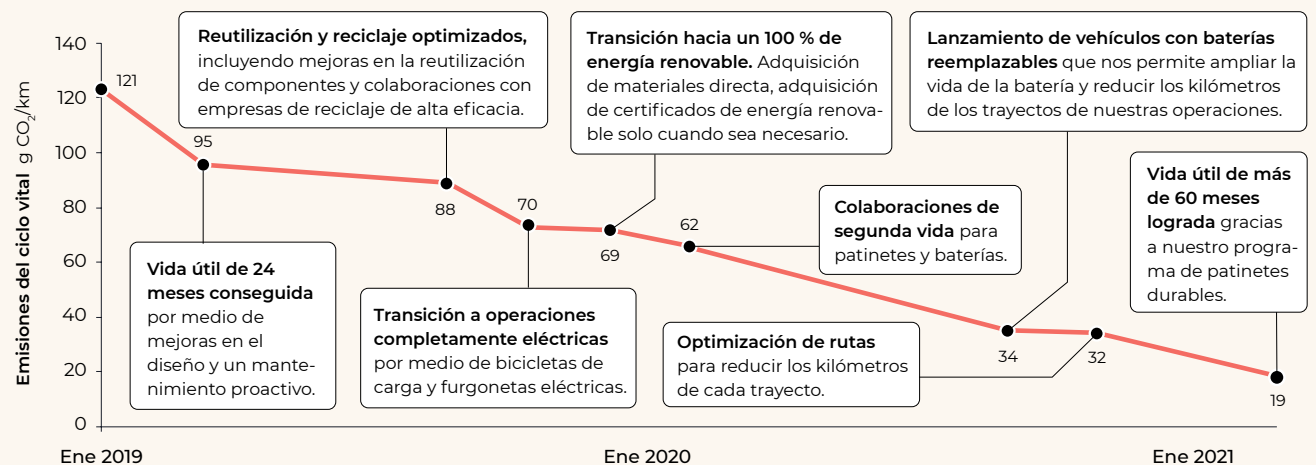 Emisiones del ciclo vital g CO₂/km
140
120
100
80
60
40
20
0
Ene 2019
Ene 2020
Ene 2021
121
95
Vida útil de 24
meses conseguida
por medio de
mejoras en el
diseño y un mante-
nimiento proactivo.
Reutilización y reciclaje optimizados,
incluyendo mejoras en la reutilización
de componentes y colaboraciones con
empresas de reciclaje de alta eficacia.
88
70
Transición a operaciones
completamente eléctricas
por medio de bicicletas de
carga y furgonetas eléctricas.
Transición hacia un 100 % de
energía renovable. Adquisición
de materiales directa, adquisición
de certificados de energía renova-
ble solo cuando sea necesario.
69
62
Colaboraciones de
segunda vida para
patinetes y baterías.
Lanzamiento de vehículos con baterías
reemplazables que nos permite ampliar la
vida de la batería y reducir los kilómetros
de los trayectos de nuestras operaciones.
34
Optimización de rutas
para reducir los kilómetros
de cada trayecto.
32
Vida útil de más
de 60 meses
lograda gracias
a nuestro progra-
ma de patinetes
durables.
19